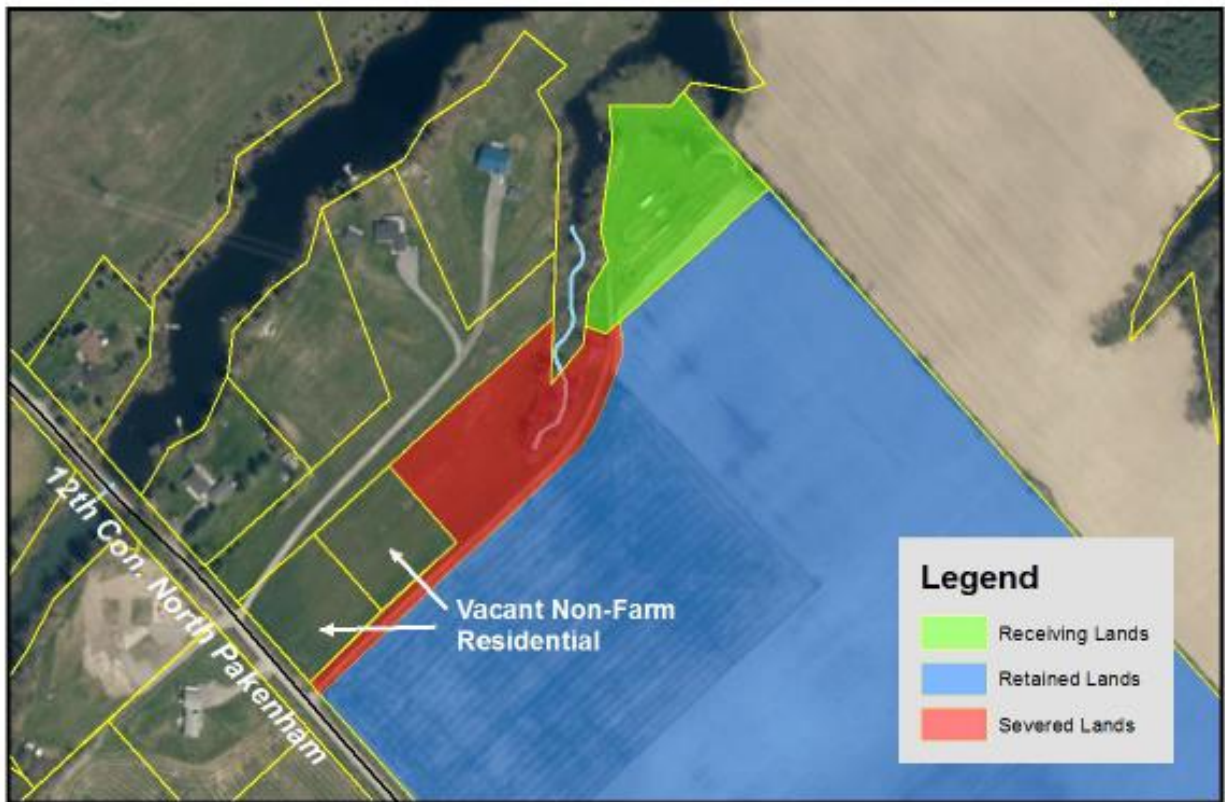 12th Con. North Pakenham
Vacant Non-Farm
Residential
Legend
Receiving Lands
Retained Lands
Severed Lands